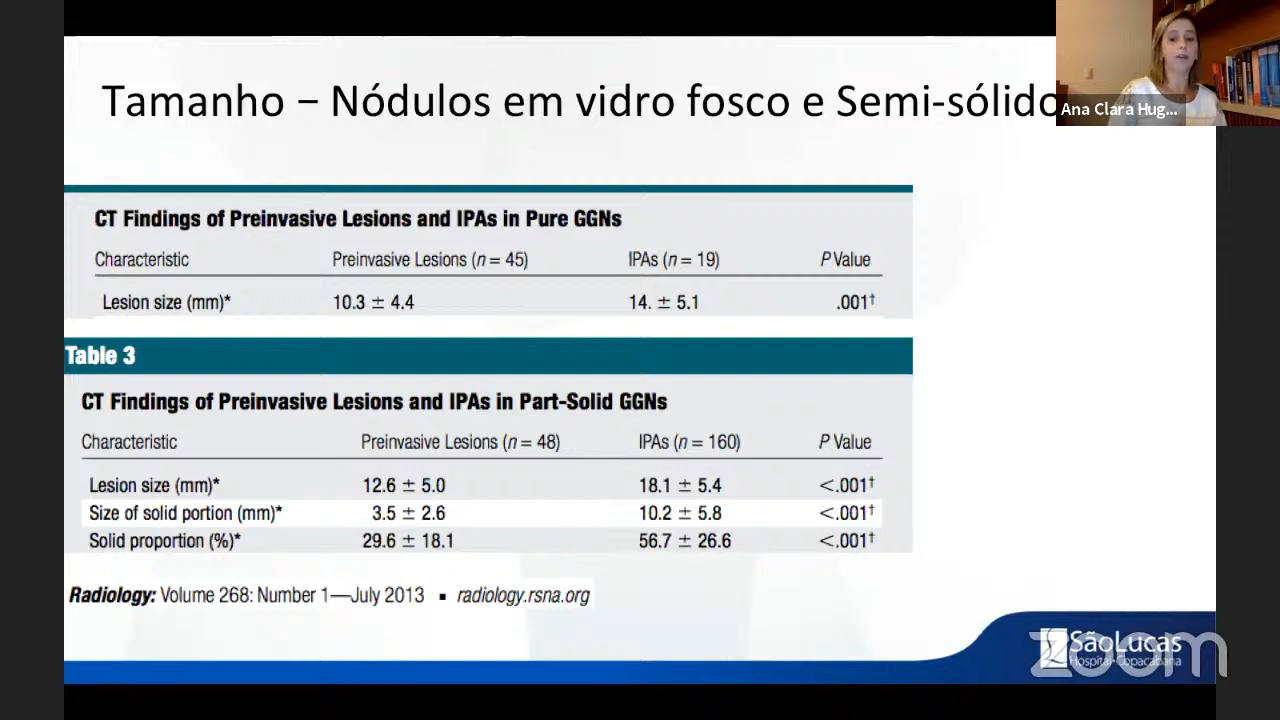 Tamanho – Nódulos em vidro fosco e Semi-sólido
Ana Clara Hug...
CT Findings of Preinvasive Lesions and IPAs in Pure GGNs
Characteristic Preinvasive Lesions (n = 45) IPAs (n = 19) P Value
Lesion size (mm)* 10.3 ± 4.4 14. ± 5.1 .001†
Table 3
CT Findings of Preinvasive Lesions and IPAs in Part-Solid GGNs
Characteristic Preinvasive Lesions (n = 48) IPAs (n = 160) P Value
Lesion size (mm)* 12.6 ± 5.0 18.1 ± 5.4 <.001†
Size of solid portion (mm)* 3.5 ± 2.6 10.2 ± 5.8 <.001†
Solid proportion (%)* 29.6 ± 18.1 56.7 ± 26.6 <.001†
Radiology: Volume 268: Number 1—July 2013 ▪ radiology.rsna.org
SãoLucas
Hospital·Copacabana
zoom